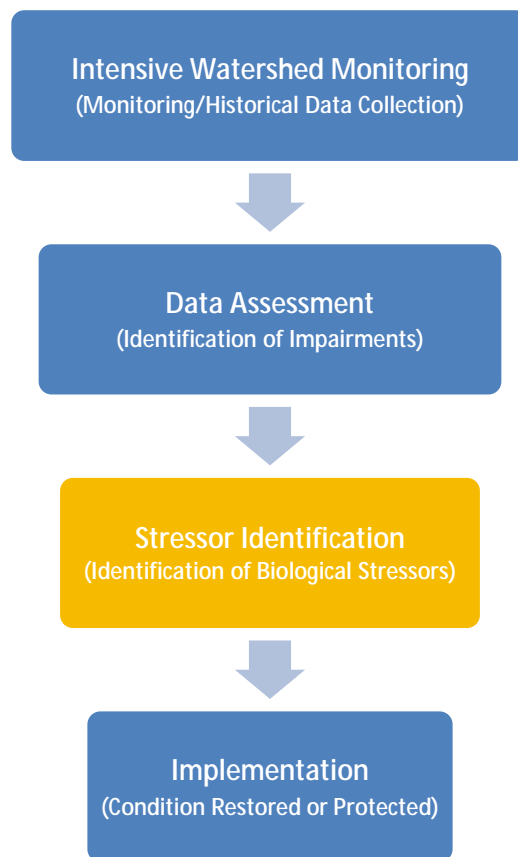 Intensive Watershed Monitoring
(Monitoring/Historical Data Collection)
Data Assessment
(Identification of Impairments)
Stressor Identification
(Identification of Biological Stressors)
Implementation
(Condition Restored or Protected)